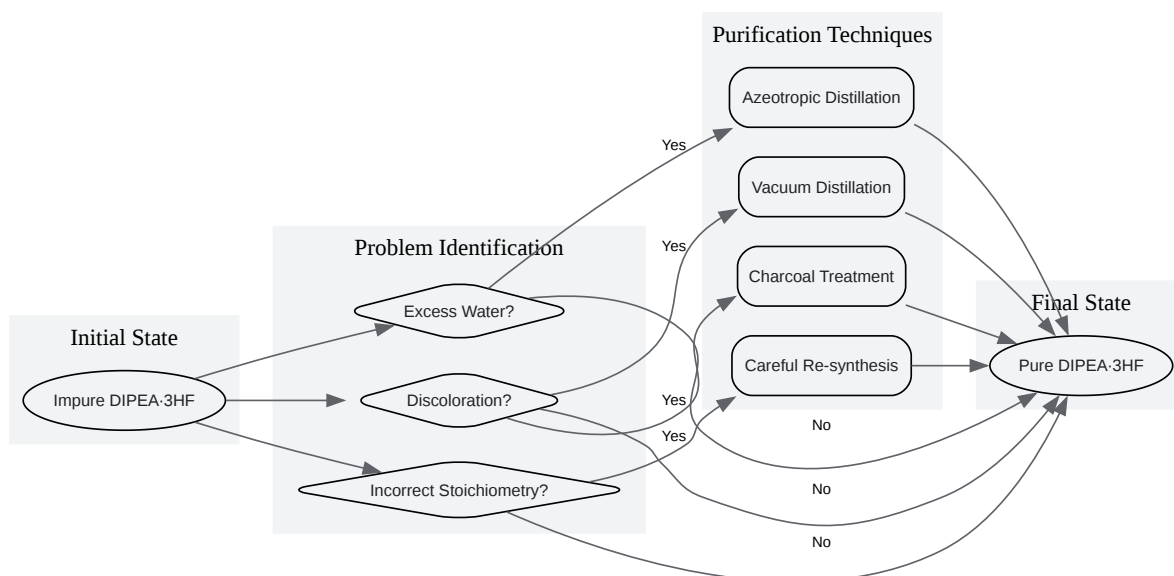 Purification Techniques
Azeotropic Distillation
Yes
Vacuum Distillation
Yes
Problem Identification
Charcoal Treatment
Final State
Excess Water?
Initial State
Careful Re-synthesis
Pure DIPEA·3HF
Impure DIPEA·3HF
Discoloration?
Yes
No
Yes
Incorrect Stoichiometry?
No
No